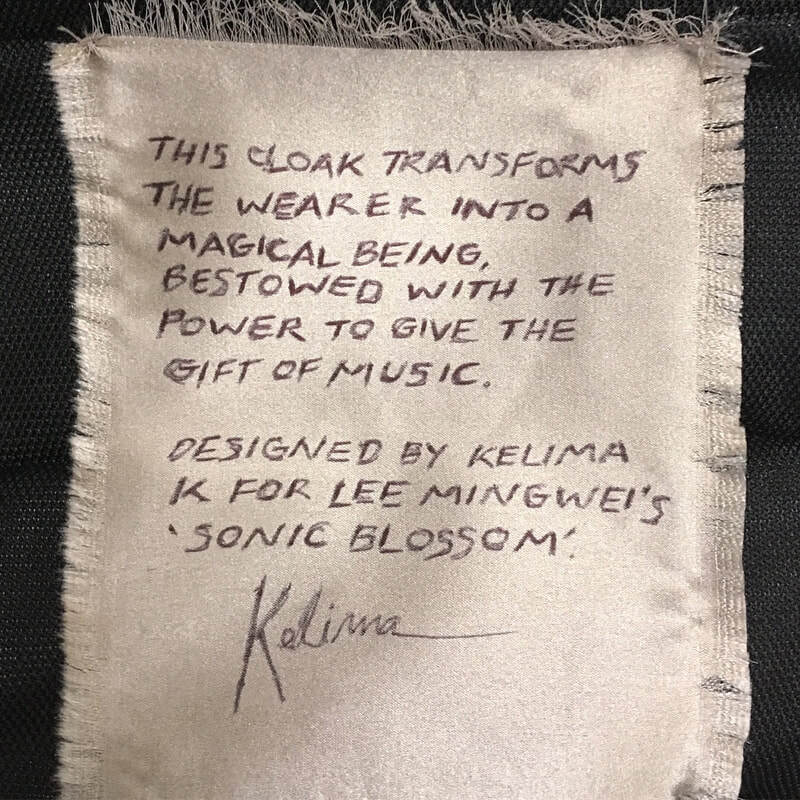 THIS CLOAK TRANSFORMS
THE WEARER INTO A
MAGICAL BEING,
BESTOWED WITH THE
POWER TO GIVE THE
GIFT OF MUSIC.
DESIGNED BY KELIMA
K FOR LEE MINGWEI'S
'SONIC BLOSSOM'.
Kelima